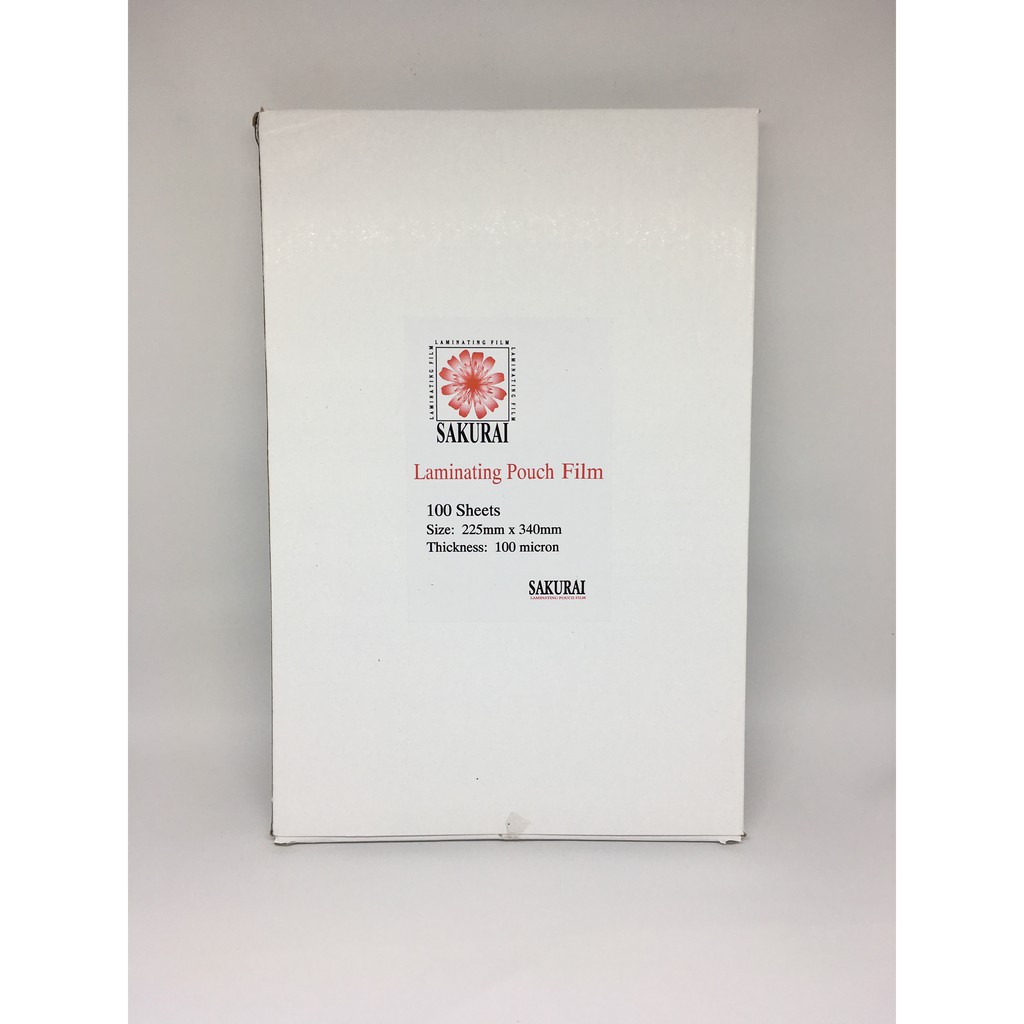 LAMINATING FILM
LAMINATING FILM
LAMINATING FILM
SAKURAI
Laminating Pouch Film
100 Sheets
Size: 225mm x 340mm
Thickness: 100 micron
SAKURAI
LAMINATING POUCH FILM